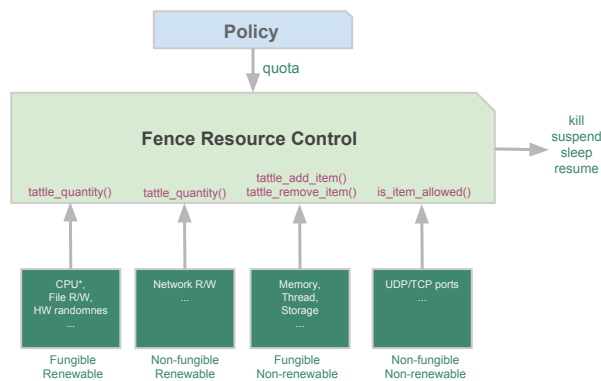 Policy
quota
Fence Resource Control
kill
suspend
sleep
resume
tattle_quantity()
tattle_quantity()
tattle_add_item()
tattle_remove_item()
is_item_allowed()
CPU*,
File R/W,
HW randomnes
...
Network R/W
...
Memory,
Thread,
Storage
...
UDP/TCP ports
...
Fungible
Renewable
Non-fungible
Renewable
Fungible
Non-renewable
Non-fungible
Non-renewable